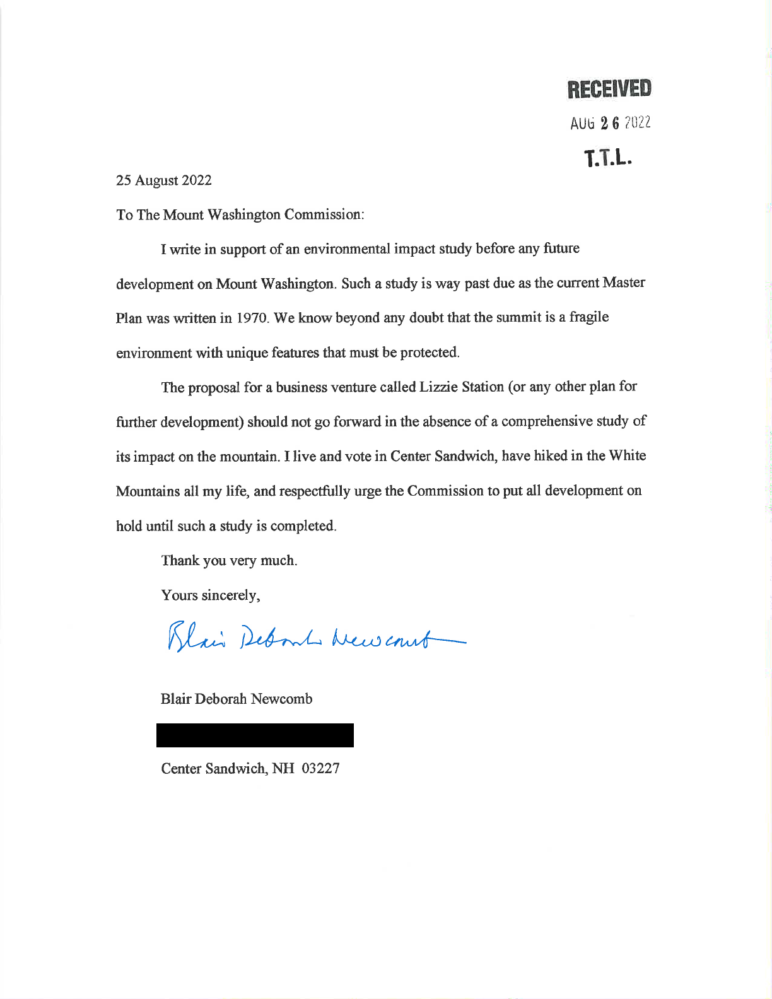 RECEIVED
AUG 26 2022
T.T.L.
25 August 2022
To The Mount Washington Commission:
I write in support of an environmental impact study before any future
development on Mount Washington. Such a study is way past due as the current Master
Plan was written in 1970. We know beyond any doubt that the summit is a fragile
environment with unique features that must be protected.
The proposal for a business venture called Lizzie Station (or any other plan for
further development) should not go forward in the absence of a comprehensive study of
its impact on the mountain. I live and vote in Center Sandwich, have hiked in the White
Mountains all my life, and respectfully urge the Commission to put all development on
hold until such a study is completed.
Thank you very much.
Yours sincerely,
Blair Deborah Newcomb
Blair Deborah Newcomb
Center Sandwich, NH 03227